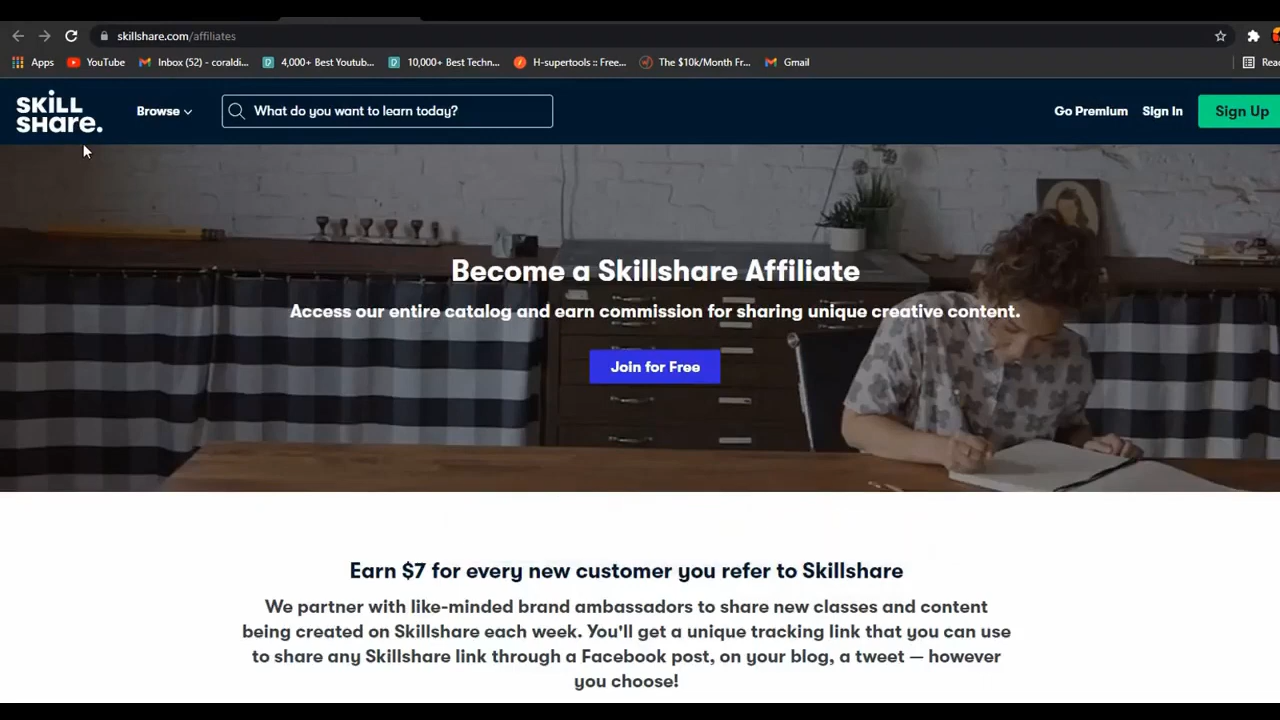 skillshare.com/affiliates
Apps YouTube Inbox (52) - coraldi... 4,000+ Best Youtub... 10,000+ Best Techn... H-supertools :: Free... The $10k/Month Fr... Gmail
SKILL
SHARE.
Browse
What do you want to learn today?
Go Premium
Sign In
Sign Up
Become a Skillshare Affiliate
Access our entire catalog and earn commission for sharing unique creative content.
Join for Free
Earn $7 for every new customer you refer to Skillshare
We partner with like-minded brand ambassadors to share new classes and content
being created on Skillshare each week. You'll get a unique tracking link that you can use
to share any Skillshare link through a Facebook post, on your blog, a tweet — however
you choose!